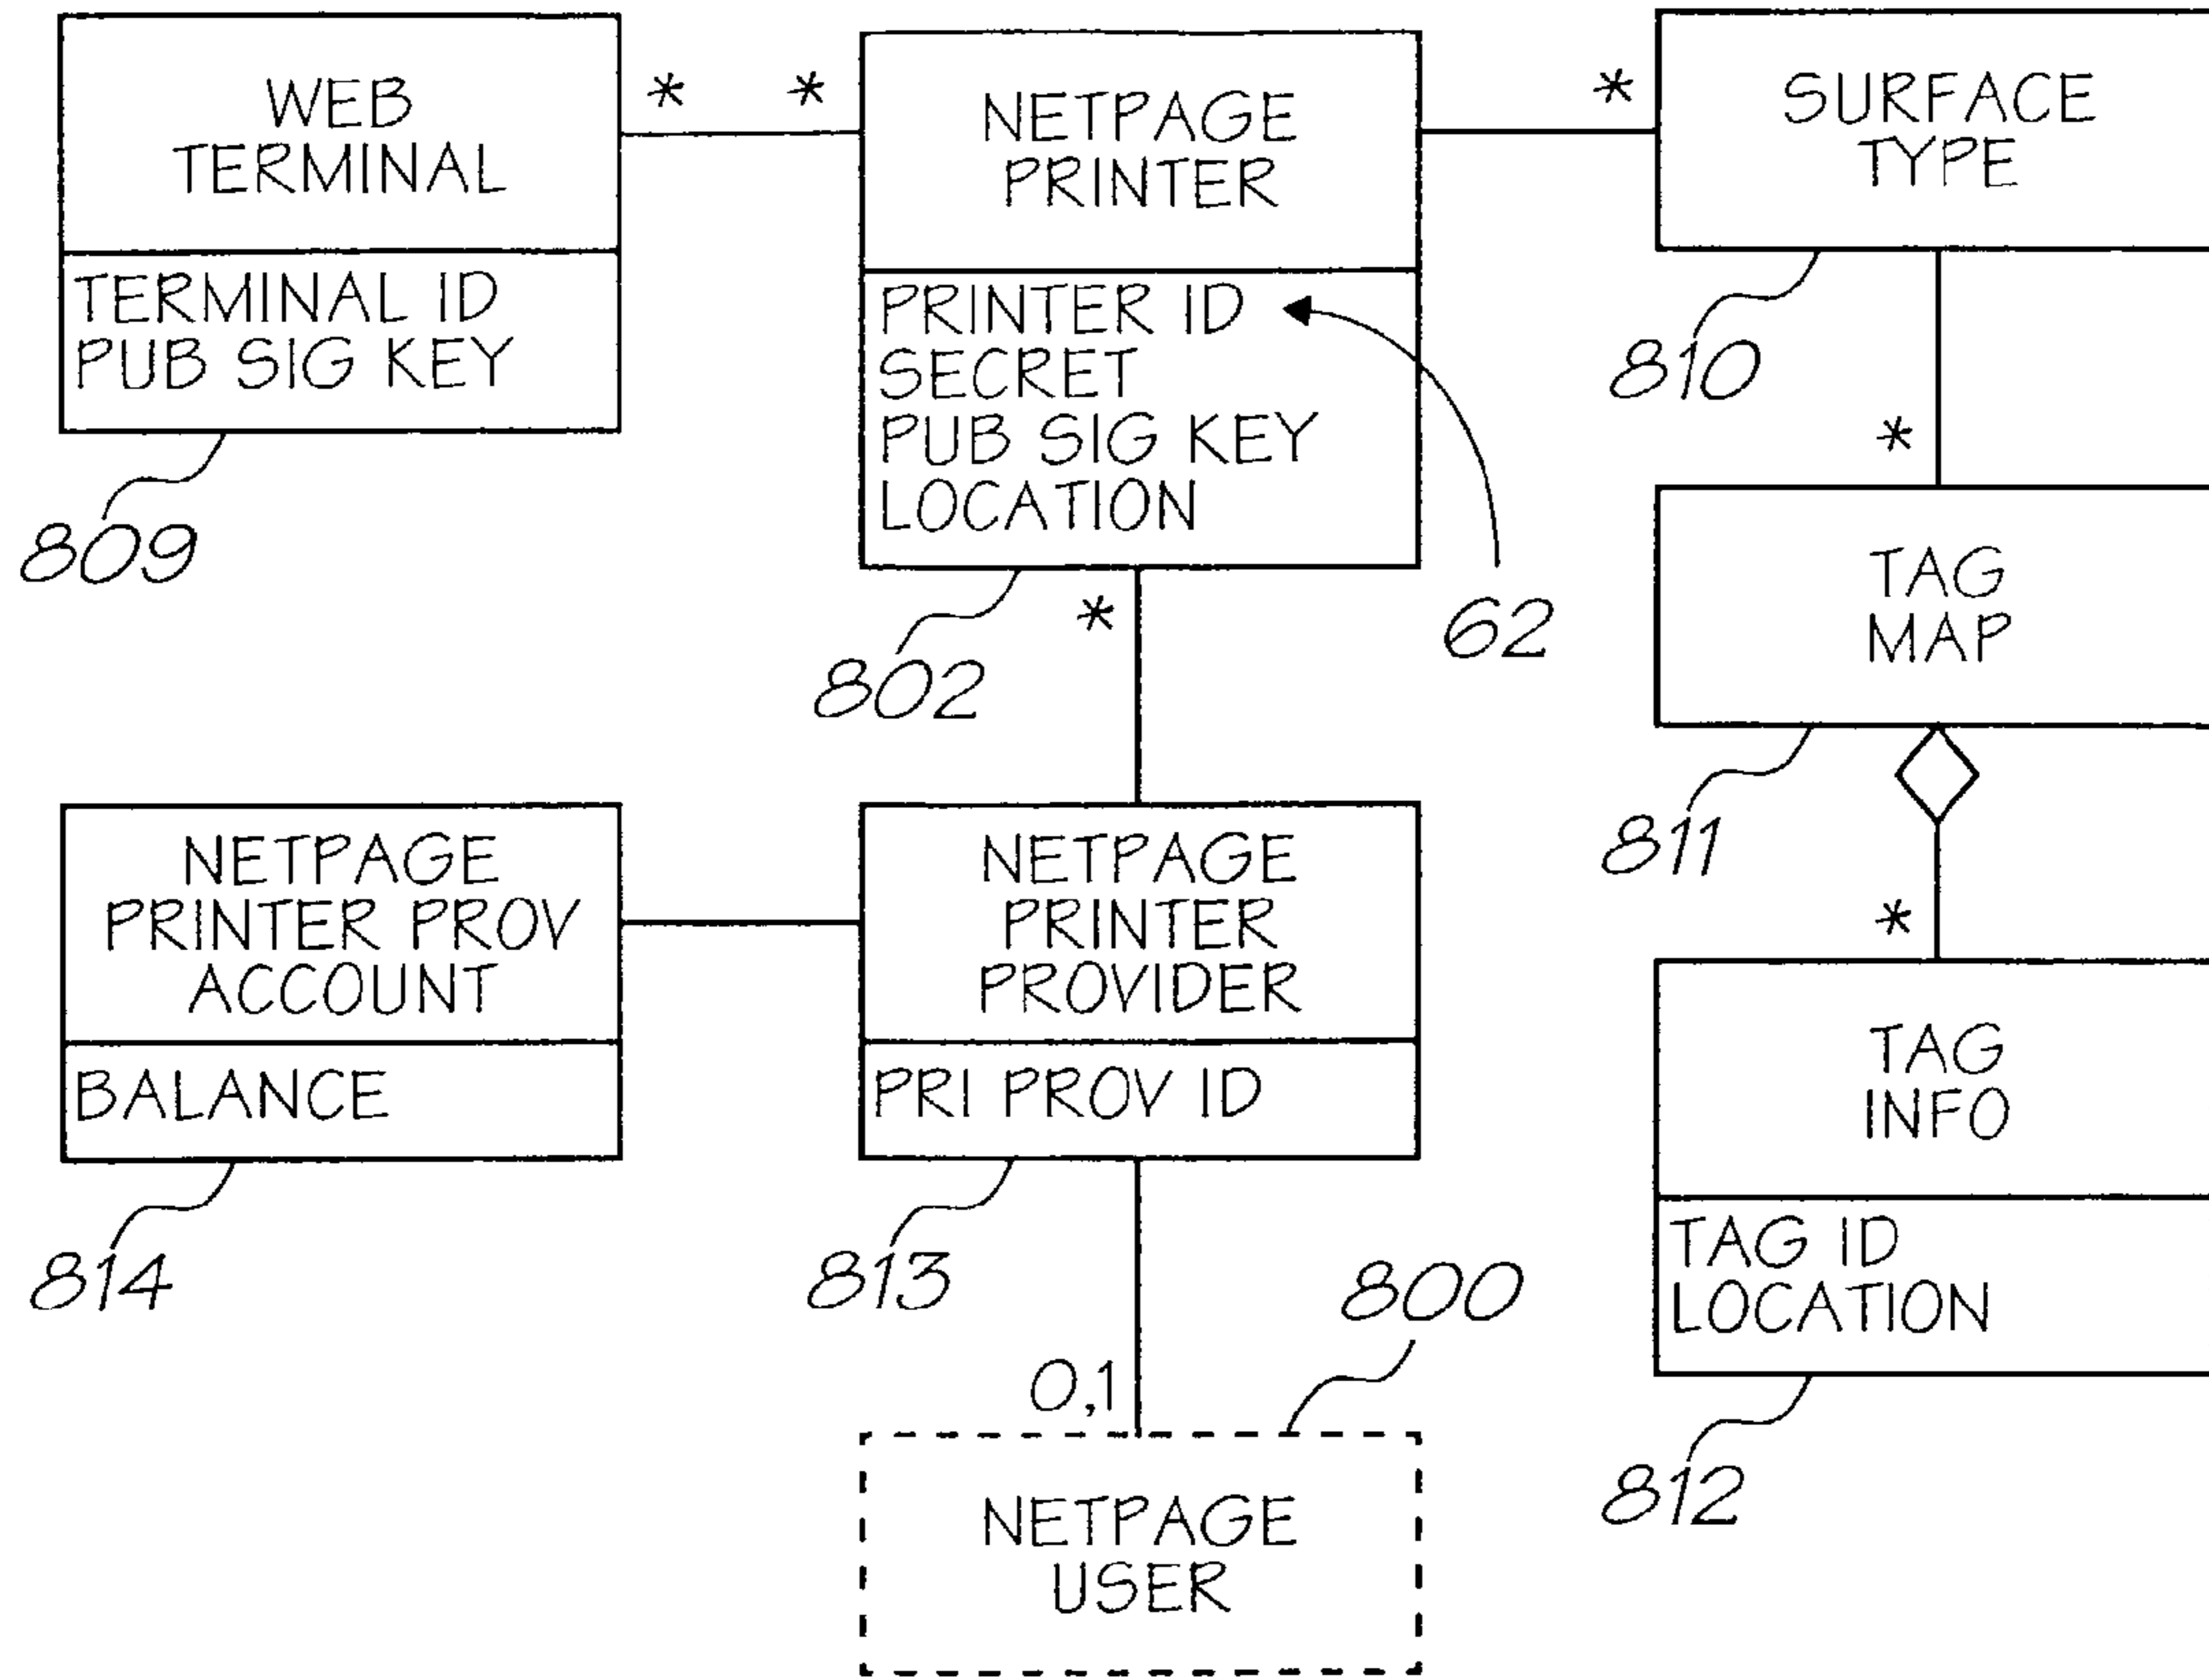 WEB
TERMINAL
TERMINAL ID
PUB SIG KEY
809
*
*
NETPAGE
PRINTER
PRINTER ID
SECRET
PUB SIG KEY
LOCATION
802
62
*
*
SURFACE
TYPE
810
*
TAG
MAP
811
*
TAG
INFO
TAG ID
LOCATION
812
NETPAGE
PRINTER PROV
ACCOUNT
BALANCE
814
NETPAGE
PRINTER
PROVIDER
PRI PROV ID
813
800
0,1
NETPAGE
USER